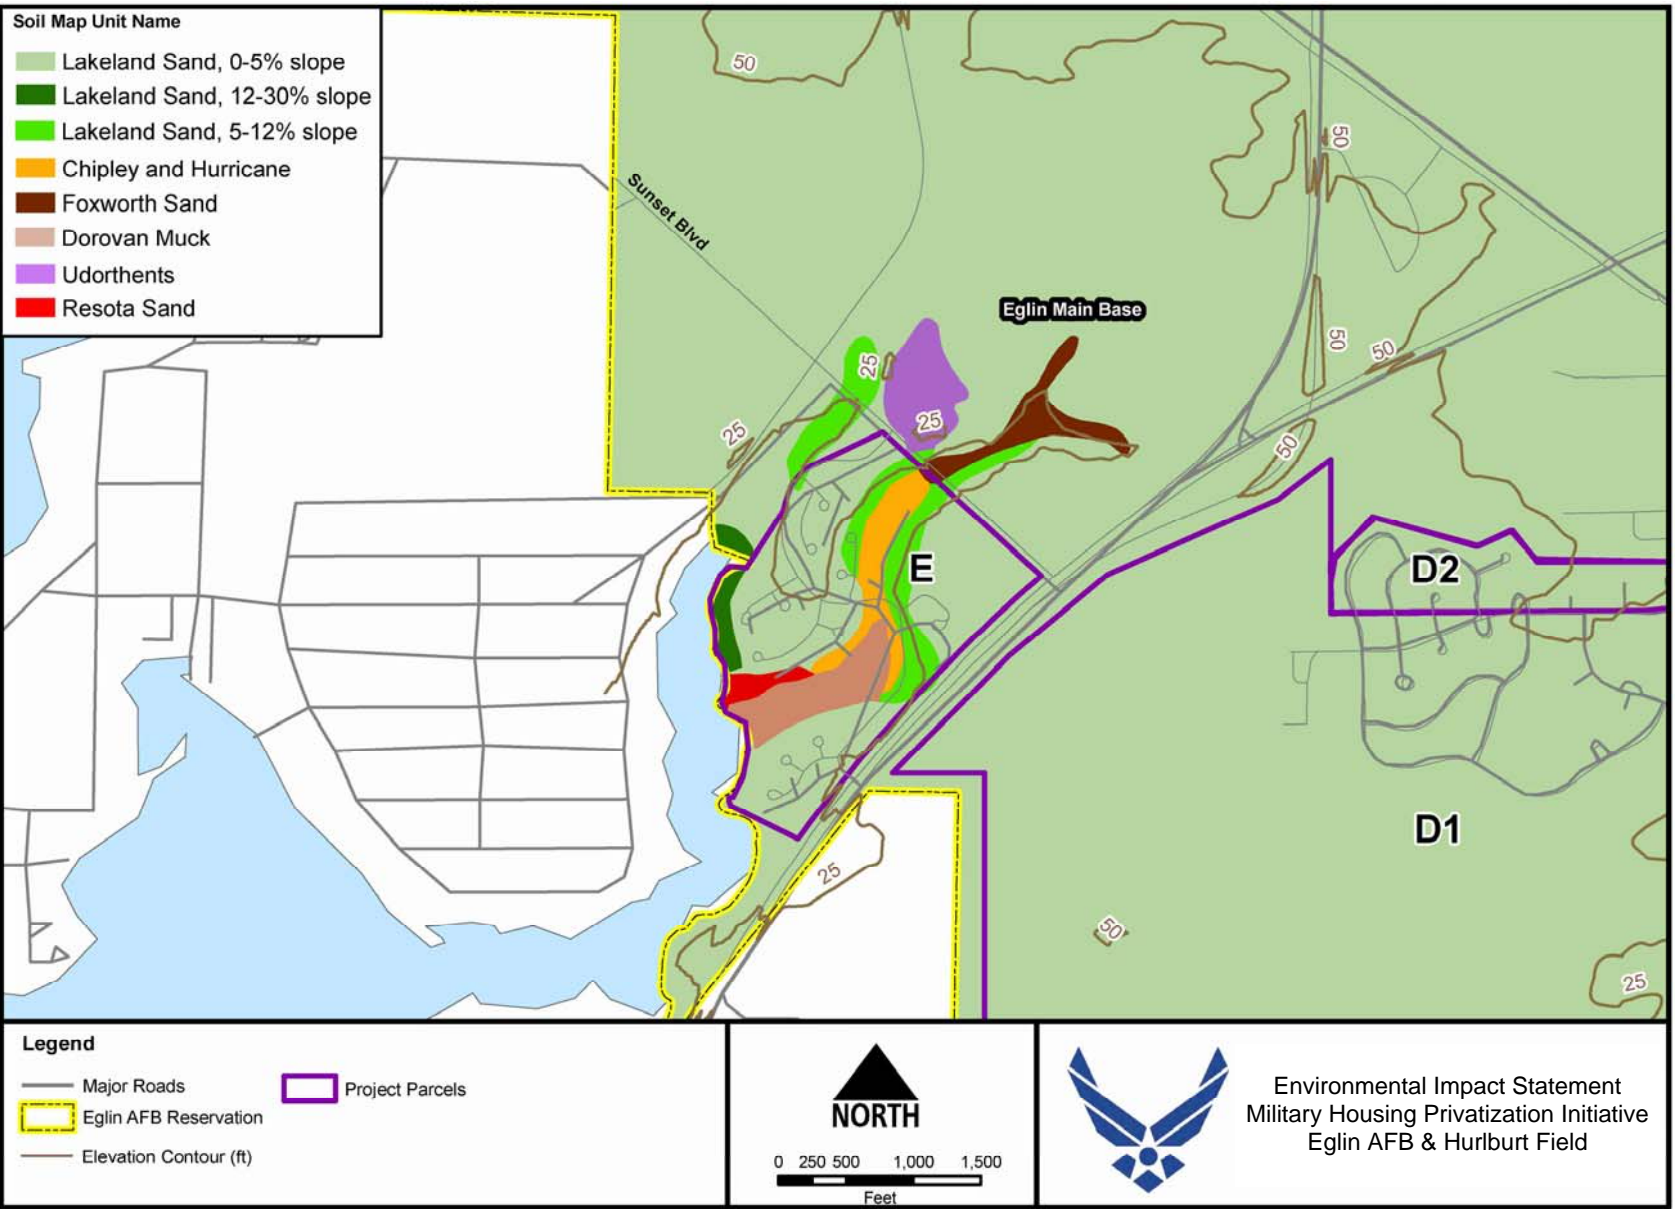 Soil Map Unit Name
Lakeland Sand, 0-5% slope
Lakeland Sand, 12-30% slope
Lakeland Sand, 5-12% slope
Chipley and Hurricane
Foxworth Sand
Dorovan Muck
Udorthents
Resota Sand
50
50
Sunset Blvd
Eglin Main Base
50
50
25
25
25
50
E
D2
D1
25
50
25
Legend
Major Roads
Eglin AFB Reservation
Elevation Contour (ft)
Project Parcels
NORTH
0 250 500 1,000 1,500
Feet
Environmental Impact Statement
Military Housing Privatization Initiative
Eglin AFB & Hurlburt Field